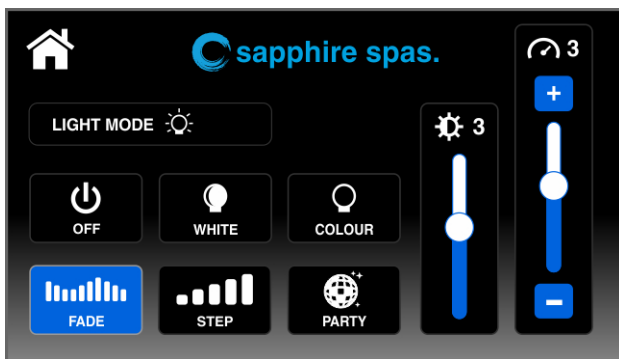 sapphire spas.
3
+
LIGHT MODE
3
OFF
WHITE
COLOUR
-
FADE
STEP
PARTY